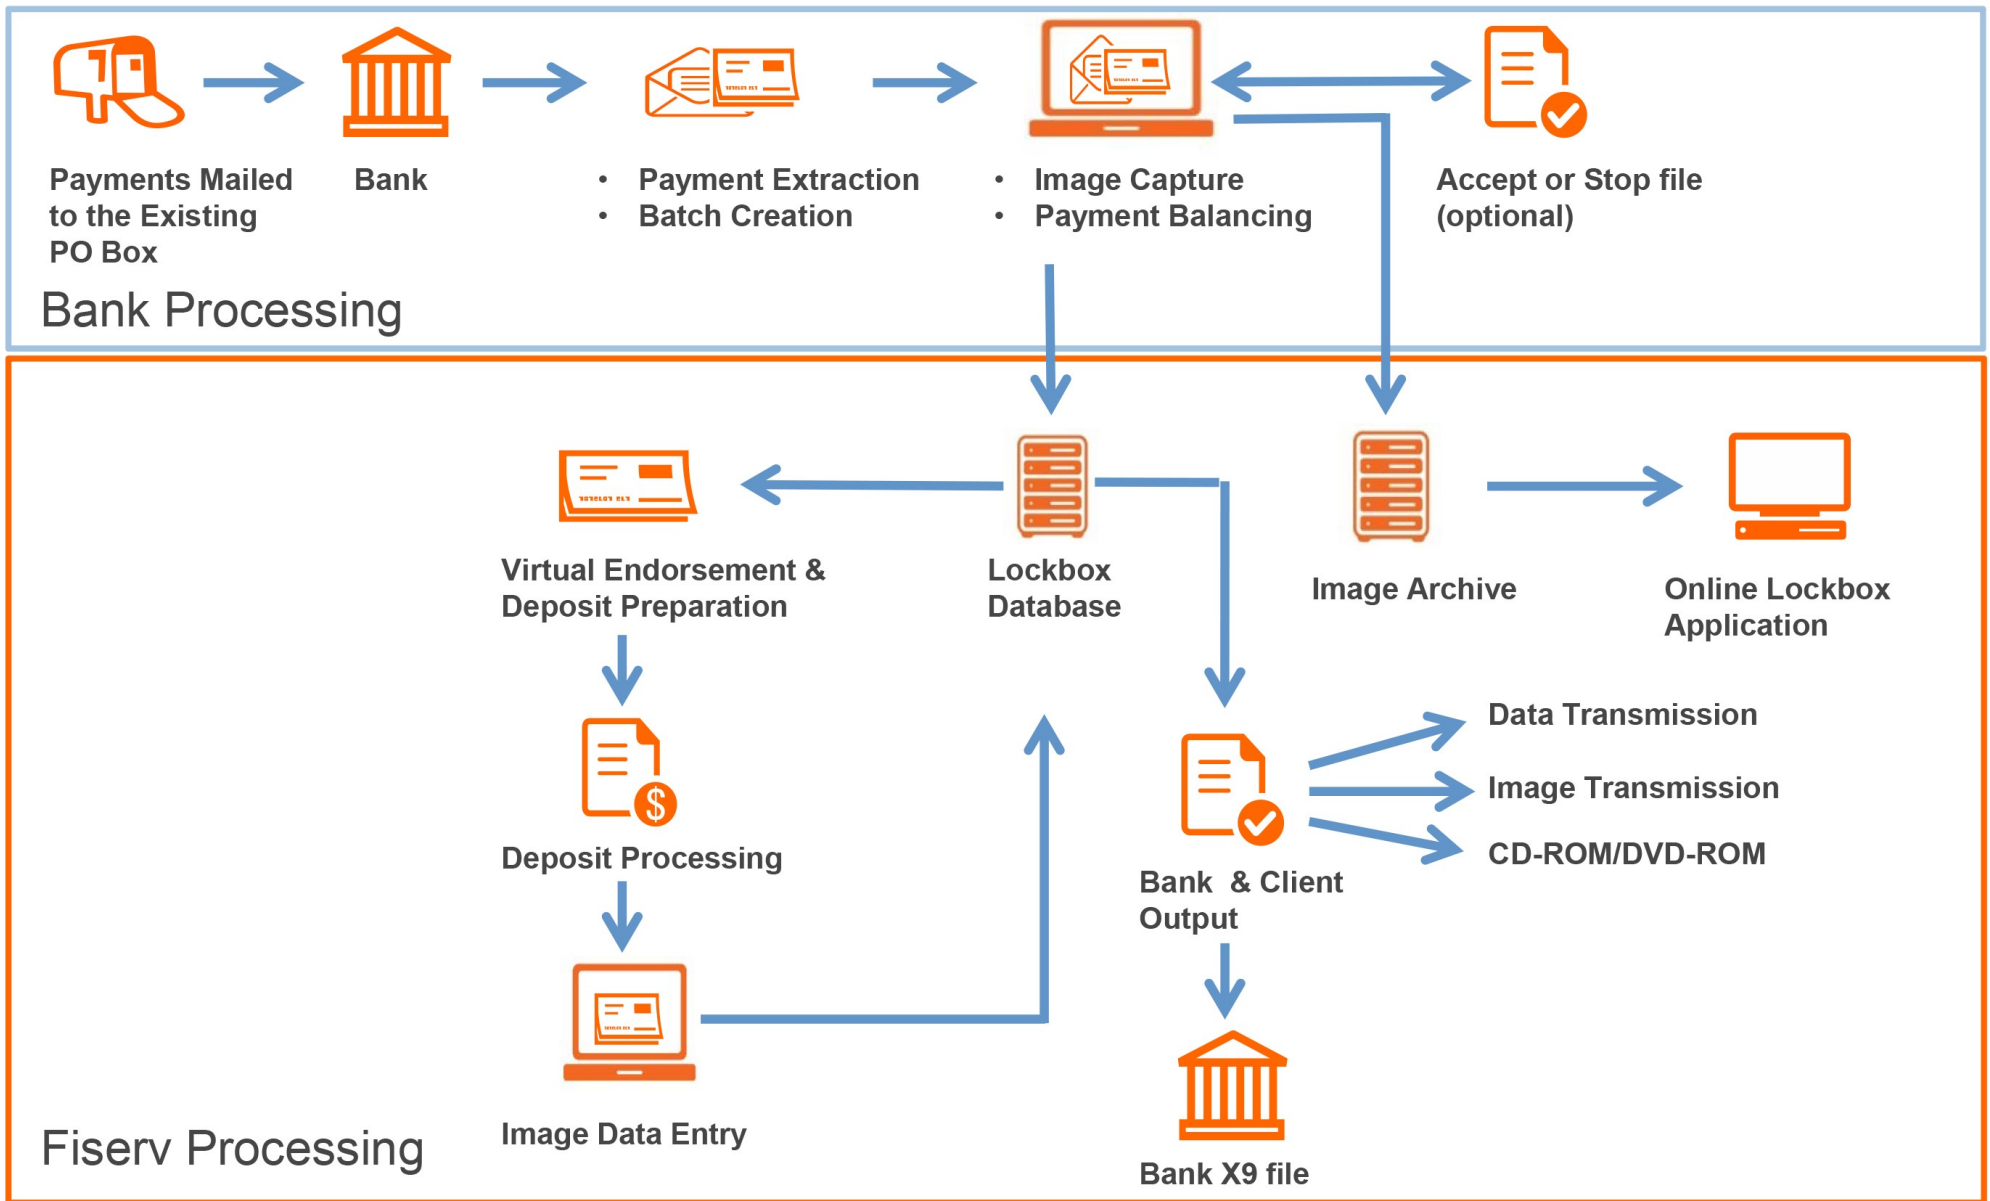 Payments Mailed
to the Existing
PO Box
Bank
• Payment Extraction
• Batch Creation
• Image Capture
• Payment Balancing
Accept or Stop file
(optional)
Bank Processing
Virtual Endorsement &
Deposit Preparation
Lockbox
Database
Image Archive
Online Lockbox
Application
Deposit Processing
Data Transmission
Image Transmission
CD-ROM/DVD-ROM
Bank & Client
Output
Image Data Entry
Bank X9 file
Fiserv Processing